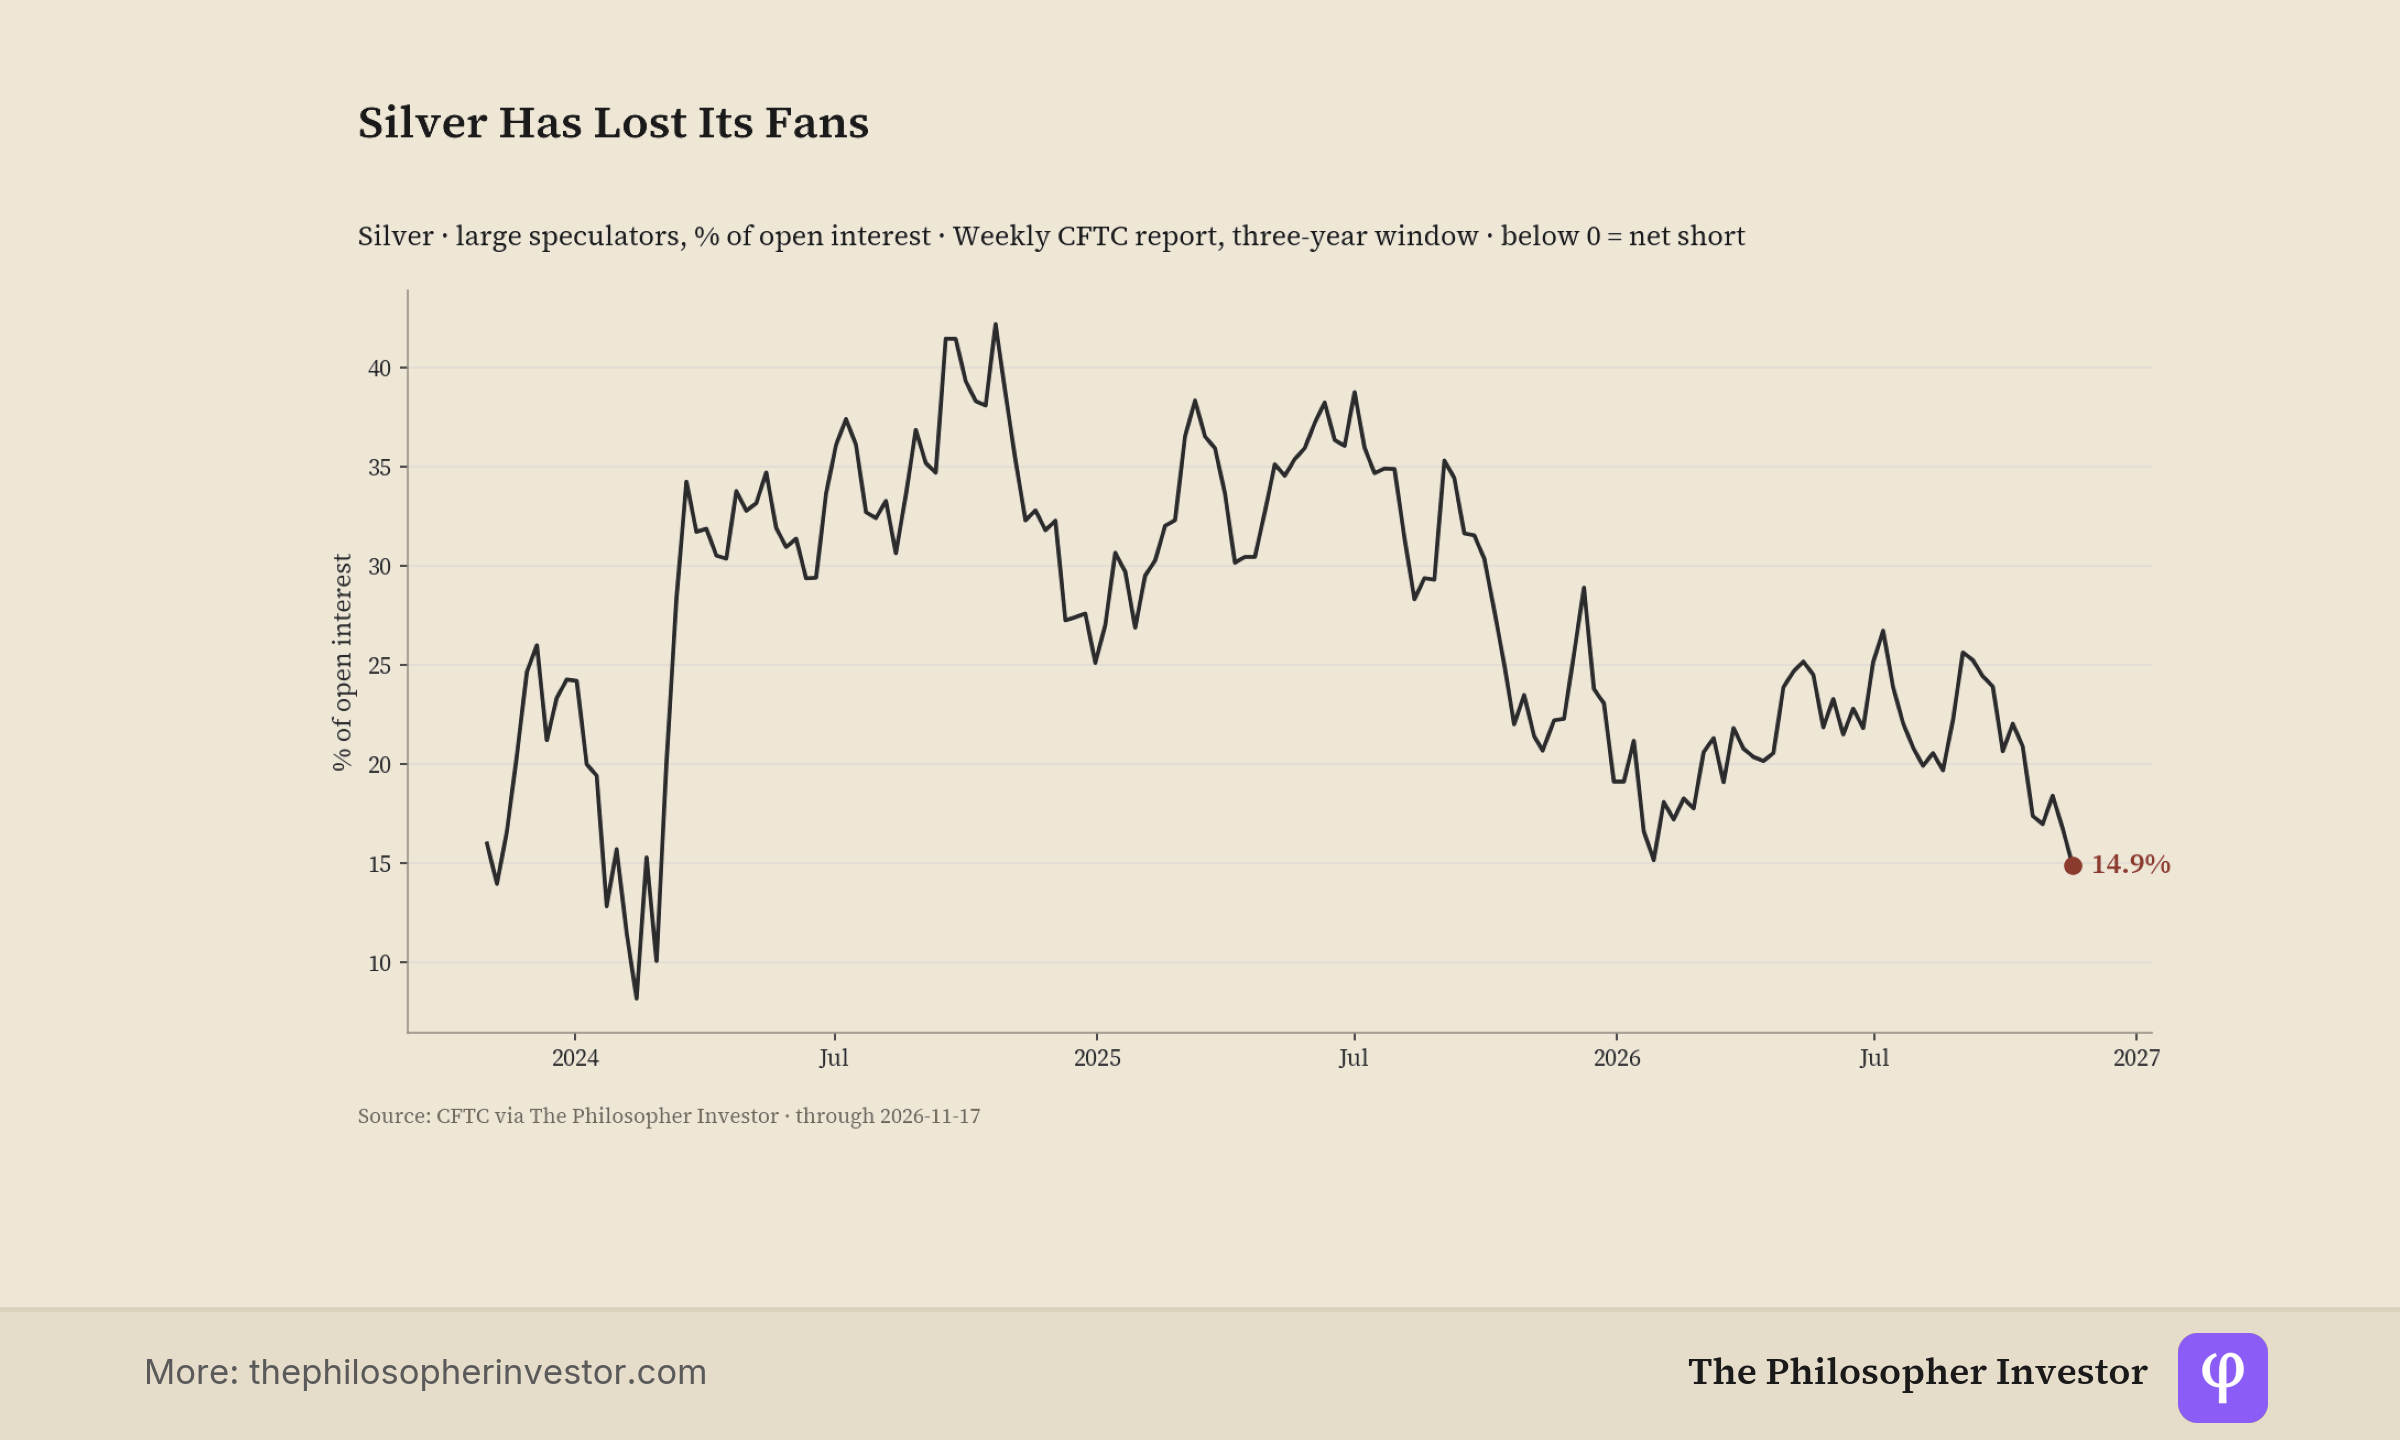 Silver Has Lost Its Fans
Silver · large speculators, % of open interest · Weekly CFTC report, three-year window · below 0 = net short
% of open interest
40
35
30
25
20
15
10
14.9%
2024
Jul
2025
Jul
2026
Jul
2027
Source: CFTC via The Philosopher Investor · through 2026-11-17
More: thephilosopherinvestor.com
The Philosopher Investor
φ